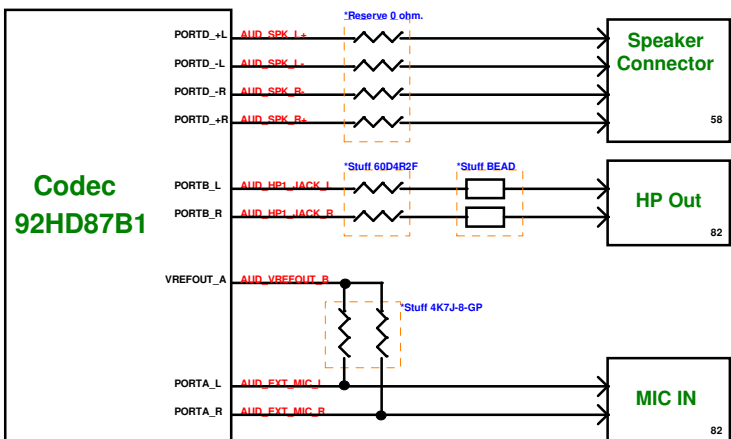 *Reserve 0 ohm.
PORTD_+L AUD_SPK_L+
PORTD_-L AUD_SPK_L-
PORTD_-R AUD_SPK_R-
PORTD_+R AUD_SPK_R+
Speaker
Connector
58
*Stuff 60D4R2F
*Stuff BEAD
Codec
92HD87B1
PORTB_L AUD_HP1_JACK_L
PORTB_R AUD_HP1_JACK_R
HP Out
82
VREFOUT_A AUD_VREFOUT_B
*Stuff 4K7J-8-GP
PORTA_L AUD_EXT_MIC_L
PORTA_R AUD_EXT_MIC_R
MIC IN
82